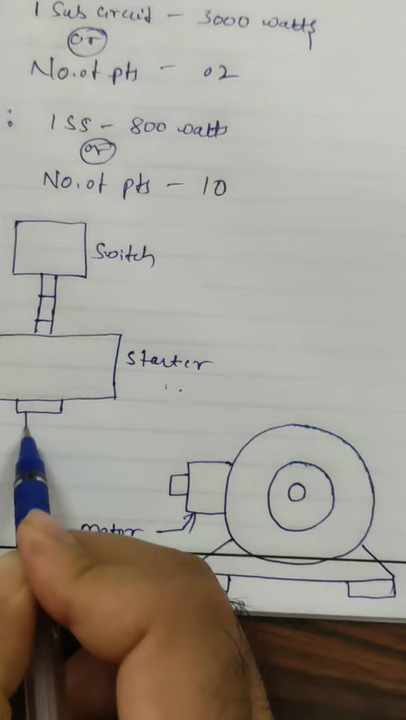 1 Sub circuit - 3000 watts
or
No. of pts - 02
: 1 SS - 800 watts
or
No. of pts - 10
Switch
Starter
motor